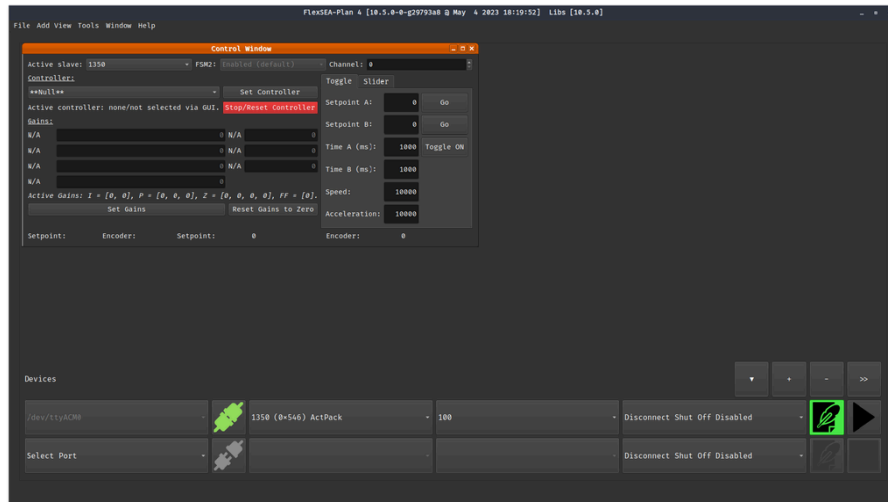 FlexSEA-Plan 4 [10.5.0-0-g29793a8 @ May 4 2023 18:19:52] Libs [10.5.0]
File Add View Tools Window Help
Control Window
Active slave: 1350 FSM2: Enabled (default) Channel: 0
Controller:
**Null** Set Controller
Active controller: none/not selected via GUI. Stop/Reset Controller
Gains:
N/A 0 N/A 0
N/A 0 N/A 0
N/A 0 N/A 0
N/A 0
Active Gains: I = [0, 0], P = [0, 0, 0], Z = [0, 0, 0, 0], FF = [0].
Set Gains Reset Gains to Zero
Toggle Slider
Setpoint A: 0 Go
Setpoint B: 0 Go
Time A (ms): 1000 Toggle ON
Time B (ms): 1000
Speed: 10000
Acceleration: 10000
Setpoint: Encoder: Setpoint: 0 Encoder: 0
Devices
▼ + - >>
/dev/ttyACM0 1350 (0×546) ActPack 100 Disconnect Shut Off Disabled
Select Port Disconnect Shut Off Disabled